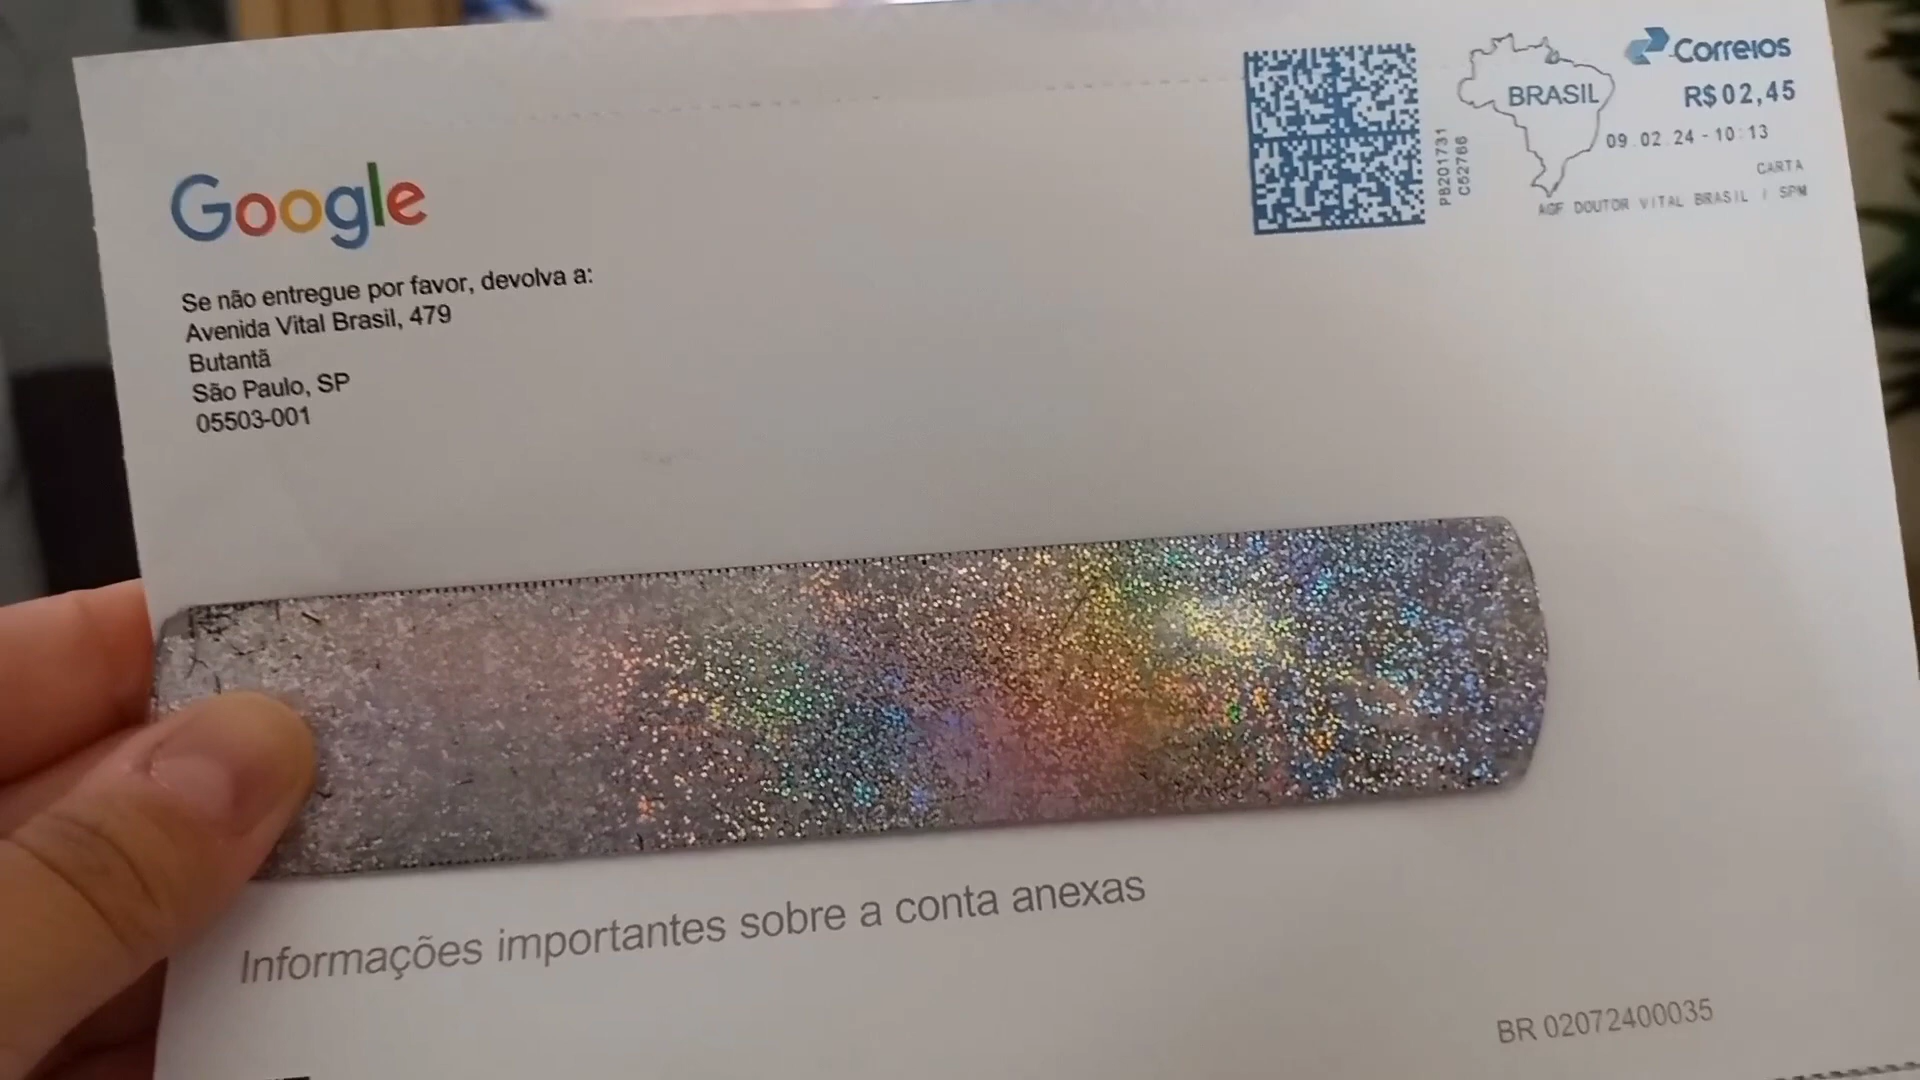 Google
Se não entregue por favor, devolva a:
Avenida Vital Brasil, 479
Butantã
São Paulo, SP
05503-001
Correios
BRASIL
R$ 02,45
09.02.24 - 10:13
CARTA
AGF DOUTOR VITAL BRASIL / SPM
PB201731
C52766
Informações importantes sobre a conta anexas
BR 02072400035